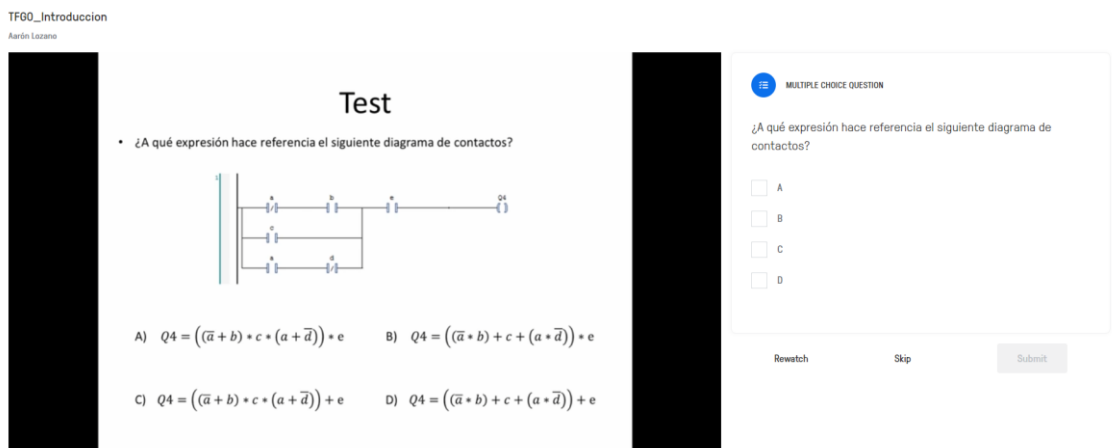 TFG0_Introduccion
Aarón Lozano
Test
• ¿A qué expresión hace referencia el siguiente diagrama de contactos?
1
a b e Q4
c
a d
A) Q4 = ((a̅ + b) * c * (a + d̅)) * e
B) Q4 = ((a̅ * b) + c + (a * d̅)) * e
C) Q4 = ((a̅ + b) * c * (a + d̅)) + e
D) Q4 = ((a̅ * b) + c + (a * d̅)) + e
MULTIPLE CHOICE QUESTION
¿A qué expresión hace referencia el siguiente diagrama de
contactos?
A
B
C
D
Rewatch
Skip
Submit